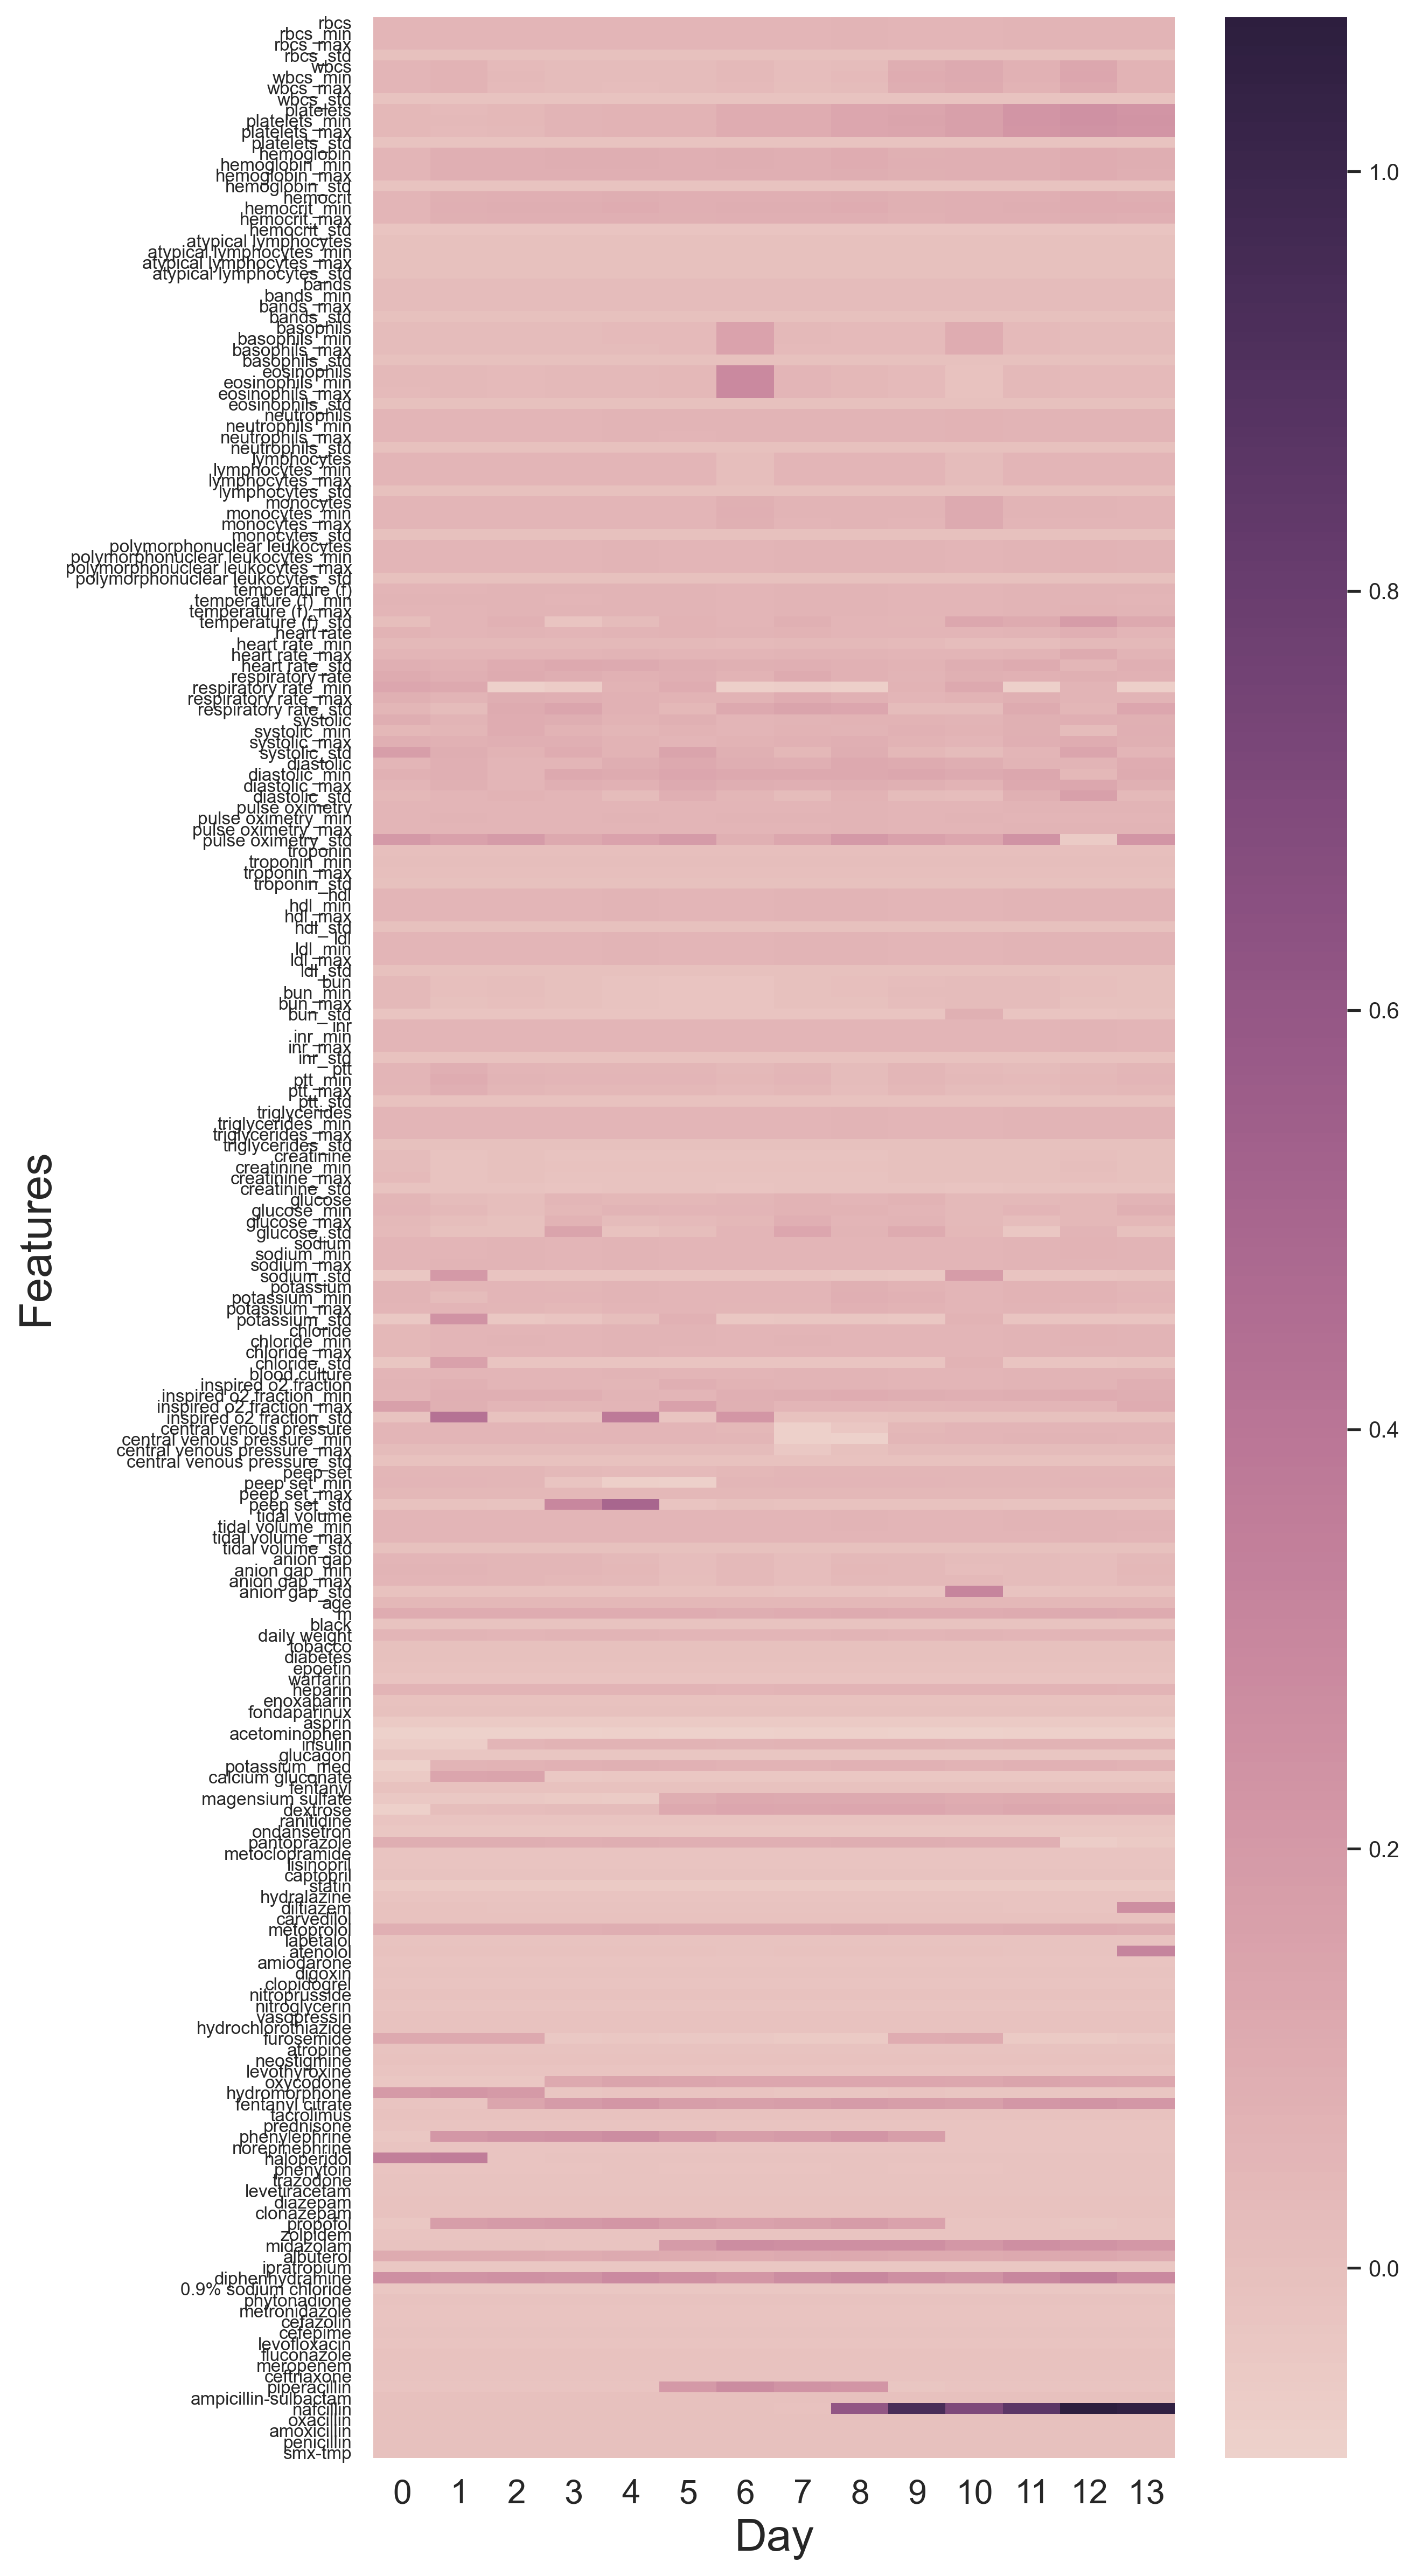 rbcs
rbcs_min
rbcs_max
rbcs_std
wbcs
wbcs_min
wbcs_max
wbcs_std
platelets
platelets_min
platelets_max
platelets_std
hemoglobin
hemoglobin_min
hemoglobin_max
hemoglobin_std
hemocrit
hemocrit_min
hemocrit_max
hemocrit_std
atypical lymphocytes
atypical lymphocytes_min
atypical lymphocytes_max
atypical lymphocytes_std
bands
bands_min
bands_max
bands_std
basophils
basophils_min
basophils_max
basophils_std
eosinophils
eosinophils_min
eosinophils_max
eosinophils_std
neutrophils
neutrophils_min
neutrophils_max
neutrophils_std
lymphocytes
lymphocytes_min
lymphocytes_max
lymphocytes_std
monocytes
monocytes_min
monocytes_max
monocytes_std
polymorphonuclear leukocytes
polymorphonuclear leukocytes_min
polymorphonuclear leukocytes_max
polymorphonuclear leukocytes_std
temperature (f)
temperature (f)_min
temperature (f)_max
temperature (f)_std
heart rate
heart rate_min
heart rate_max
heart rate_std
respiratory rate
respiratory rate_min
respiratory rate_max
respiratory rate_std
systolic
systolic_min
systolic_max
systolic_std
diastolic
diastolic_min
diastolic_max
diastolic_std
pulse oximetry
pulse oximetry_min
pulse oximetry_max
pulse oximetry_std
troponin
troponin_min
troponin_max
troponin_std
hdl
hdl_min
hdl_max
hdl_std
ldl
ldl_min
ldl_max
ldl_std
bun
bun_min
bun_max
bun_std
inr
inr_min
inr_max
inr_std
ptt
ptt_min
ptt_max
ptt_std
triglycerides
triglycerides_min
triglycerides_max
triglycerides_std
creatinine
creatinine_min
creatinine_max
creatinine_std
glucose
glucose_min
glucose_max
glucose_std
sodium
sodium_min
sodium_max
sodium_std
potassium
potassium_min
potassium_max
potassium_std
chloride
chloride_min
chloride_max
chloride_std
blood culture
inspired o2 fraction
inspired o2 fraction_min
inspired o2 fraction_max
inspired o2 fraction_std
central venous pressure
central venous pressure_min
central venous pressure_max
central venous pressure_std
peep set
peep set_min
peep set_max
peep set_std
tidal volume
tidal volume_min
tidal volume_max
tidal volume_std
anion gap
anion gap_min
anion gap_max
anion gap_std
age
m
black
daily weight
tobacco
diabetes
epoetin
warfarin
heparin
enoxaparin
fondaparinux
asprin
acetominophen
insulin
glucagon
potassium_med
calcium gluconate
fentanyl
magensium sulfate
dextrose
ranitidine
ondansetron
pantoprazole
metoclopramide
lisinopril
captopril
statin
hydralazine
diltiazem
carvedilol
metoprolol
labetalol
atenolol
amiodarone
digoxin
clopidogrel
nitroprusside
nitroglycerin
vasopressin
hydrochlorothiazide
furosemide
atropine
neostigmine
levothyroxine
oxycodone
hydromorphone
fentanyl citrate
tacrolimus
prednisone
phenylephrine
norepinephrine
haloperidol
phenytoin
trazodone
levetiracetam
diazepam
clonazepam
propofol
zolpidem
midazolam
albuterol
ipratropium
diphenhydramine
0.9% sodium chloride
phytonadione
metronidazole
cefazolin
cefepime
levofloxacin
fluconazole
meropenem
ceftriaxone
piperacillin
ampicillin-sulbactam
nafcillin
oxacillin
amoxicillin
penicillin
smx-tmp
Features
0 1 2 3 4 5 6 7 8 9 10 11 12 13
Day
1.0
0.8
0.6
0.4
0.2
0.0